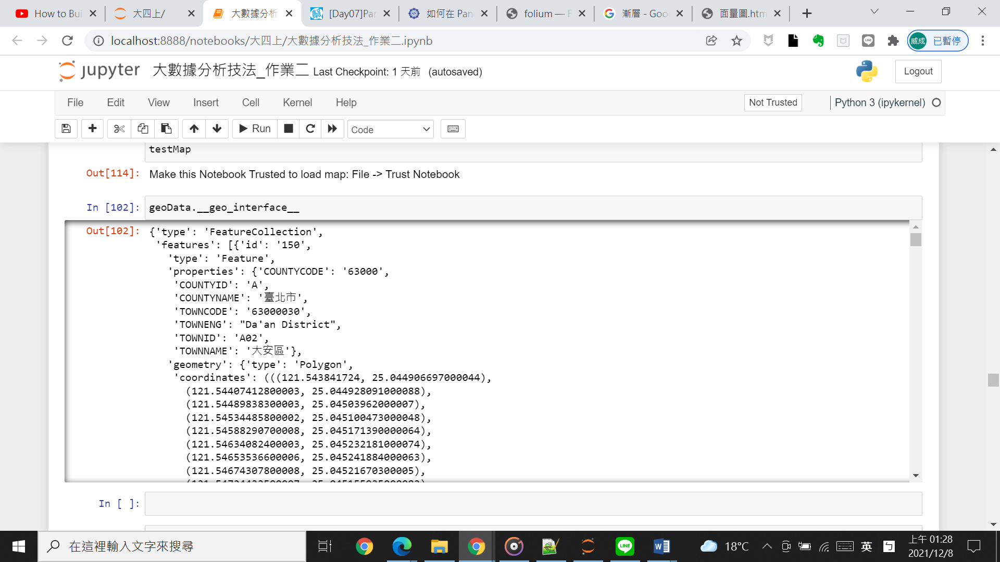 How to Bui
大四上/
大數據分析
[Day07]Pan
如何在 Pan
folium —
漸層 - Goo
面量圖.htm
localhost:8888/notebooks/大四上/大數據分析技法_作業二.ipynb
威成 已暫停
jupyter 大數據分析技法_作業二 Last Checkpoint: 1 天前 (autosaved)
Logout
File Edit View Insert Cell Kernel Help
Not Trusted
Python 3 (ipykernel)
Run
Code
testMap
Out[114]: Make this Notebook Trusted to load map: File -> Trust Notebook
In [102]: geoData.__geo_interface__
Out[102]: {'type': 'FeatureCollection',
'features': [{'id': '150',
'type': 'Feature',
'properties': {'COUNTYCODE': '63000',
'COUNTYID': 'A',
'COUNTYNAME': '臺北市',
'TOWNCODE': '63000030',
'TOWNENG': "Da'an District",
'TOWNID': 'A02',
'TOWNNAME': '大安區'},
'geometry': {'type': 'Polygon',
'coordinates': (((121.543841724, 25.044906697000044),
(121.54407412800003, 25.044928091000088),
(121.54489838300003, 25.04503962000007),
(121.54534485800002, 25.045100473000048),
(121.54588290700008, 25.045171390000064),
(121.54634082400003, 25.045232181000074),
(121.54653536600006, 25.045241884000063),
(121.54674307800008, 25.04521670300005),
In [ ]:
在這裡輸入文字來搜尋
LINE
18°C
英
ㄅ
上午 01:28
2021/12/8